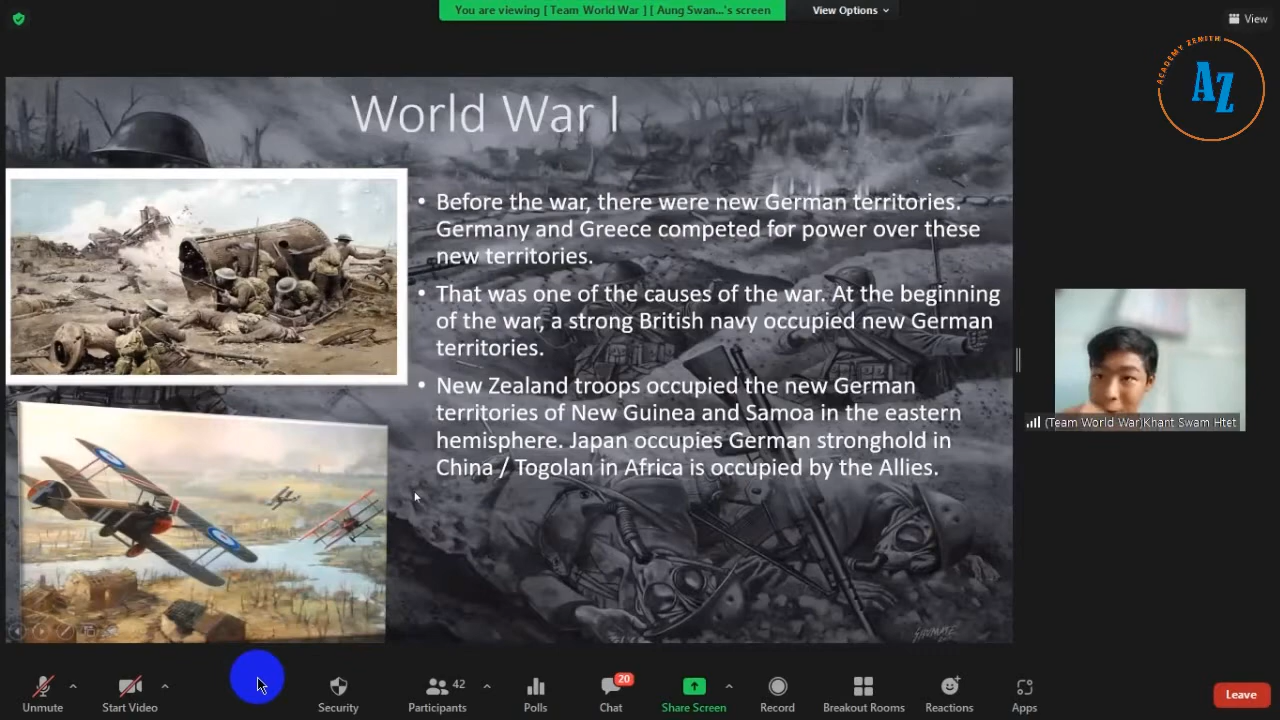 You are viewing [ Team World War ] [ Aung Swan...'s screen
View Options
View
ACADEMY ZENITH
AZ
World War I
• Before the war, there were new German territories.
Germany and Greece competed for power over these
new territories.
• That was one of the causes of the war. At the beginning
of the war, a strong British navy occupied new German
territories.
• New Zealand troops occupied the new German
territories of New Guinea and Samoa in the eastern
hemisphere. Japan occupies German stronghold in
China / Togolan in Africa is occupied by the Allies.
(Team World War)Khant Swam Htet
Unmute
Start Video
Security
42
Participants
Polls
20
Chat
Share Screen
Record
Breakout Rooms
Reactions
Apps
Leave